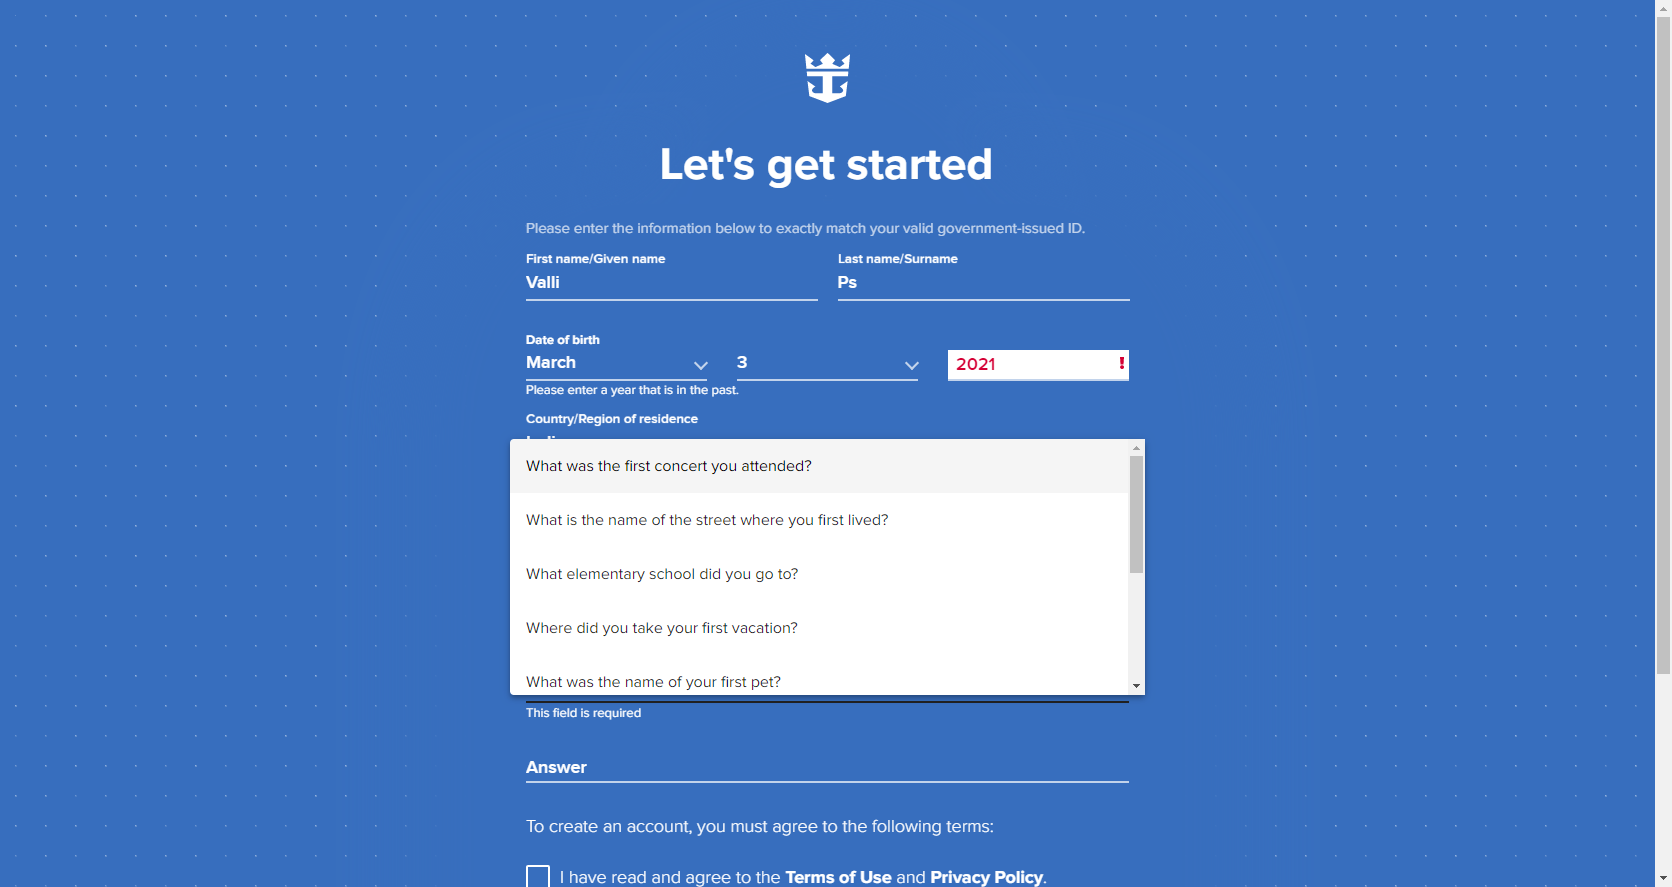 Let's get started
Please enter the information below to exactly match your valid government-issued ID.
First name/Given name
Last name/Surname
Valli
Ps
Date of birth
March
3
2021
Please enter a year that is in the past.
Country/Region of residence
What was the first concert you attended?
What is the name of the street where you first lived?
What elementary school did you go to?
Where did you take your first vacation?
What was the name of your first pet?
This field is required
Answer
To create an account, you must agree to the following terms:
I have read and agree to the Terms of Use and Privacy Policy.